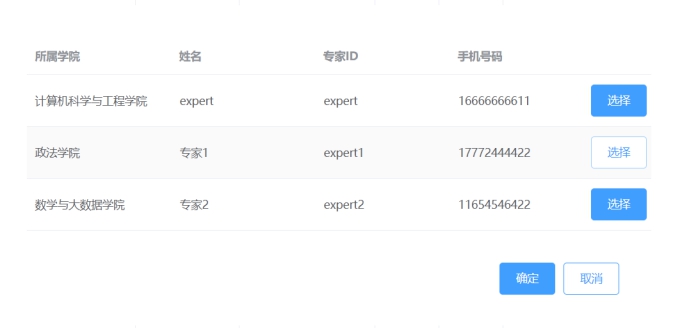 所属学院 姓名 专家ID 手机号码
计算机科学与工程学院 expert expert 16666666611 选择
政法学院 专家1 expert1 17772444422 选择
数学与大数据学院 专家2 expert2 11654546422 选择
确定 取消